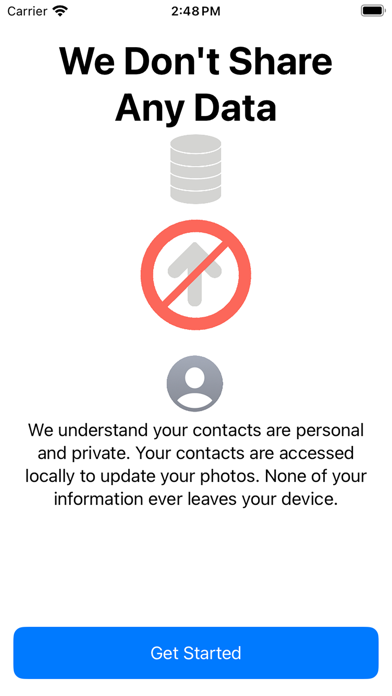 Carrier 2:48 PM
We Don't Share
Any Data
We understand your contacts are personal
and private. Your contacts are accessed
locally to update your photos. None of your
information ever leaves your device.
Get Started